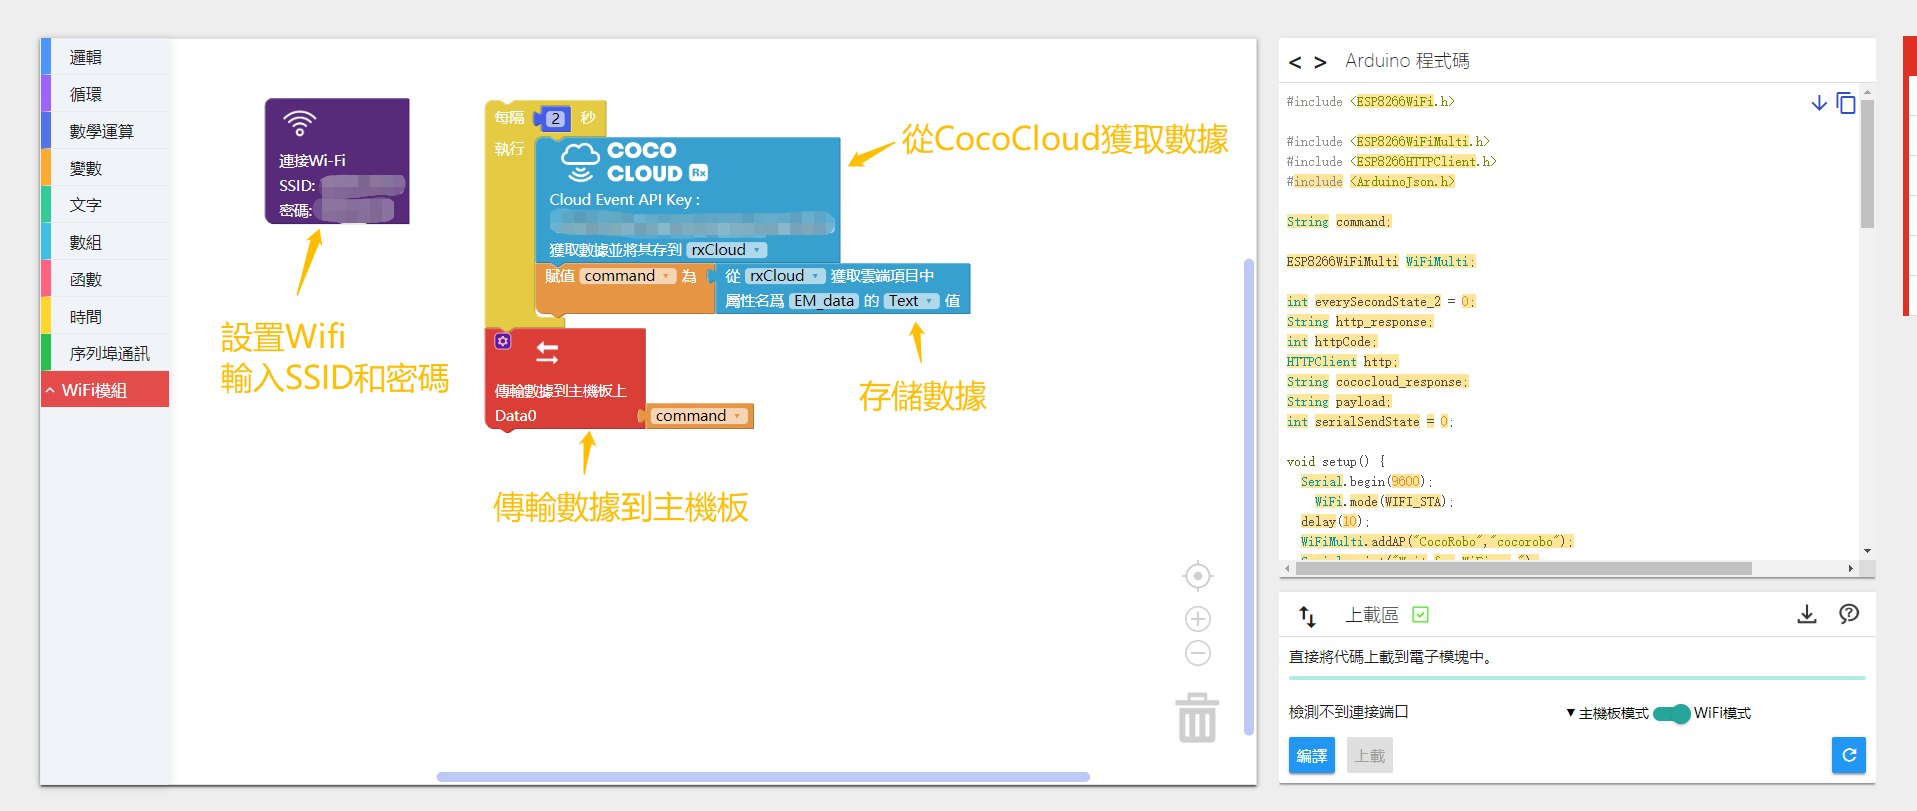 邏輯
循環
數學運算
變數
文字
數組
函數
時間
序列埠通訊
WiFi模組
連接Wi-Fi
SSID:
密碼:
設置Wifi
輸入SSID和密碼
每隔 2 秒
執行
COCO
CLOUD Rx
Cloud Event API Key :
獲取數據並將其存到 rxCloud
賦值 command 為 從 rxCloud 獲取雲端項目中
屬性名爲 EM_data 的 Text 值
從CocoCloud獲取數據
存儲數據
傳輸數據到主機板上
Data0 command
傳輸數據到主機板
< > Arduino 程式碼
#include <ESP8266WiFi.h>
#include <ESP8266WiFiMulti.h>
#include <ESP8266HTTPClient.h>
#include <ArduinoJson.h>
String command;
ESP8266WiFiMulti WiFiMulti;
int everySecondState_2 = 0;
String http_response;
int httpCode;
HTTPClient http;
String cococloud_response;
String payload;
int serialSendState = 0;
void setup() {
Serial.begin(9600);
WiFi.mode(WIFI_STA);
delay(10);
WiFiMulti.addAP("CocoRobo","cocorobo");
上載區
直接將代碼上載到電子模塊中。
檢測不到連接端口
▼主機板模式 WiFi模式
編譯 上載